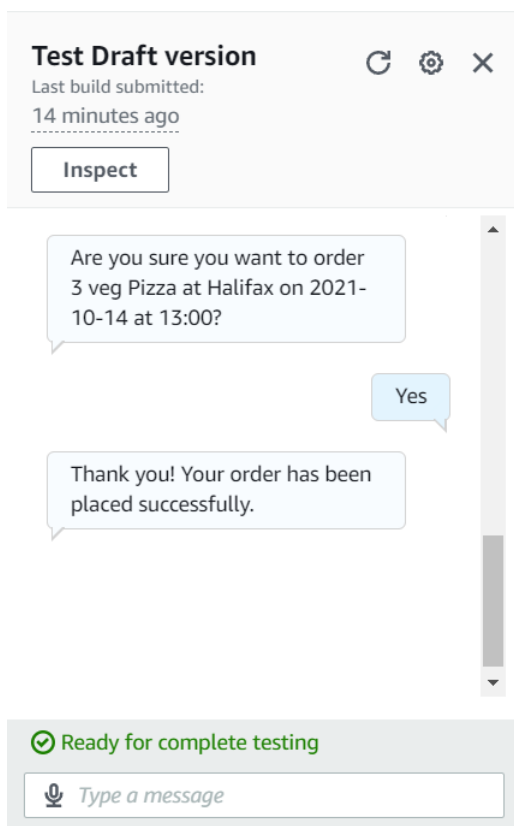 Test Draft version
Last build submitted:
14 minutes ago
Inspect
Are you sure you want to order
3 veg Pizza at Halifax on 2021-
10-14 at 13:00?
Yes
Thank you! Your order has been
placed successfully.
Ready for complete testing
Type a message